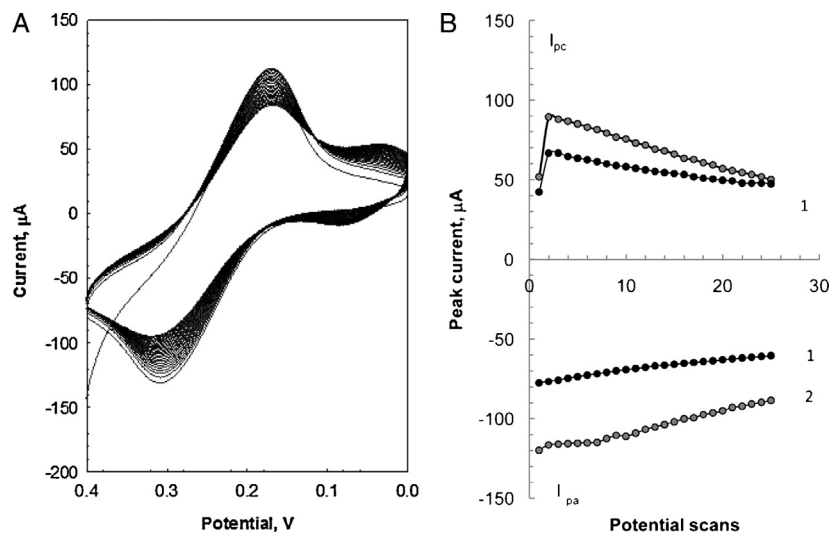 A
150
100
50
0
-50
-100
-150
-200
0.4 0.3 0.2 0.1 0.0
Current, µA
Potential, V
B
150
100
50
0
-50
-100
-150
0 10 20 30
Peak current, µA
Potential scans
I pc
1
1
2
I pa